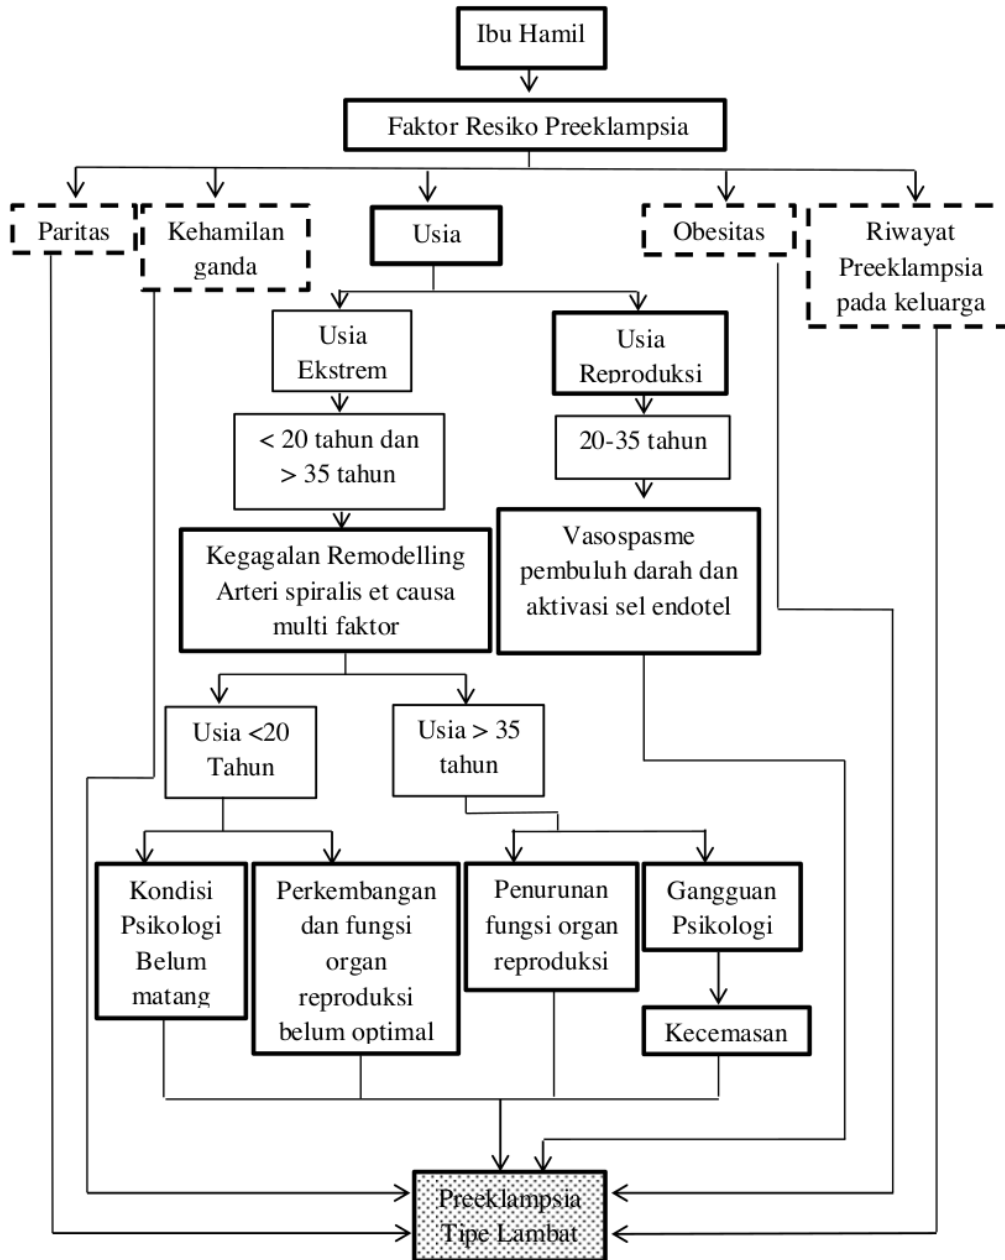 Ibu Hamil
Faktor Resiko Preeklampsia
Paritas
Kehamilan
ganda
Usia
Obesitas
Riwayat
Preeklampsia
pada keluarga
Usia
Ekstrem
Usia
Reproduksi
< 20 tahun dan
> 35 tahun
20-35 tahun
Kegagalan Remodelling
Arteri spiralis et causa
multi faktor
Vasospasme
pembuluh darah dan
aktivasi sel endotel
Usia <20
Tahun
Usia > 35
tahun
Kondisi
Psikologi
Belum
matang
Perkembangan
dan fungsi
organ
reproduksi
belum optimal
Penurunan
fungsi organ
reproduksi
Gangguan
Psikologi
Kecemasan
Preeklampsia
Tipe Lambat